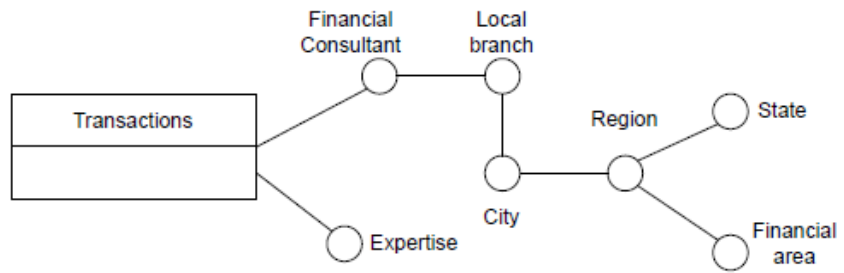 Financial
Consultant
Local
branch
Transactions
Region
State
City
Expertise
Financial
area